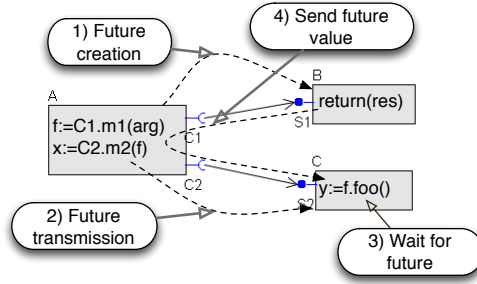 1) Future
creation
4) Send future
value
A
B
f:=C1.m1(arg)
x:=C2.m2(f)
return(res)
C1
S1
C
C2
y:=f.foo()
S2
2) Future
transmission
3) Wait for
future